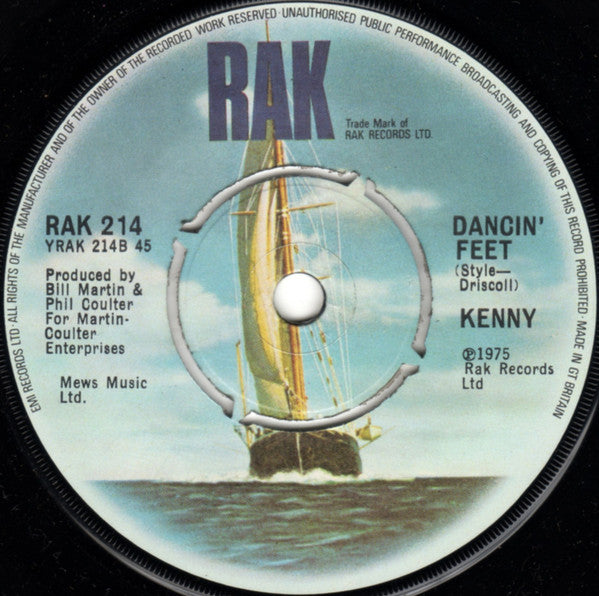 EMI RECORDS LTD · ALL RIGHTS OF THE MANUFACTURER AND OF THE OWNER OF THE RECORDED WORK RESERVED · UNAUTHORISED PUBLIC PERFORMANCE BROADCASTING AND COPYING OF THIS RECORD PROHIBITED · MADE IN GT BRITAIN
RAK
Trade Mark of
RAK RECORDS LTD.
RAK 214
YRAK 214B 45
Produced by
Bill Martin &
Phil Coulter
For Martin-
Coulter
Enterprises
Mews Music
Ltd.
DANCIN'
FEET
(Style—
Driscoll)
KENNY
℗1975
Rak Records
Ltd